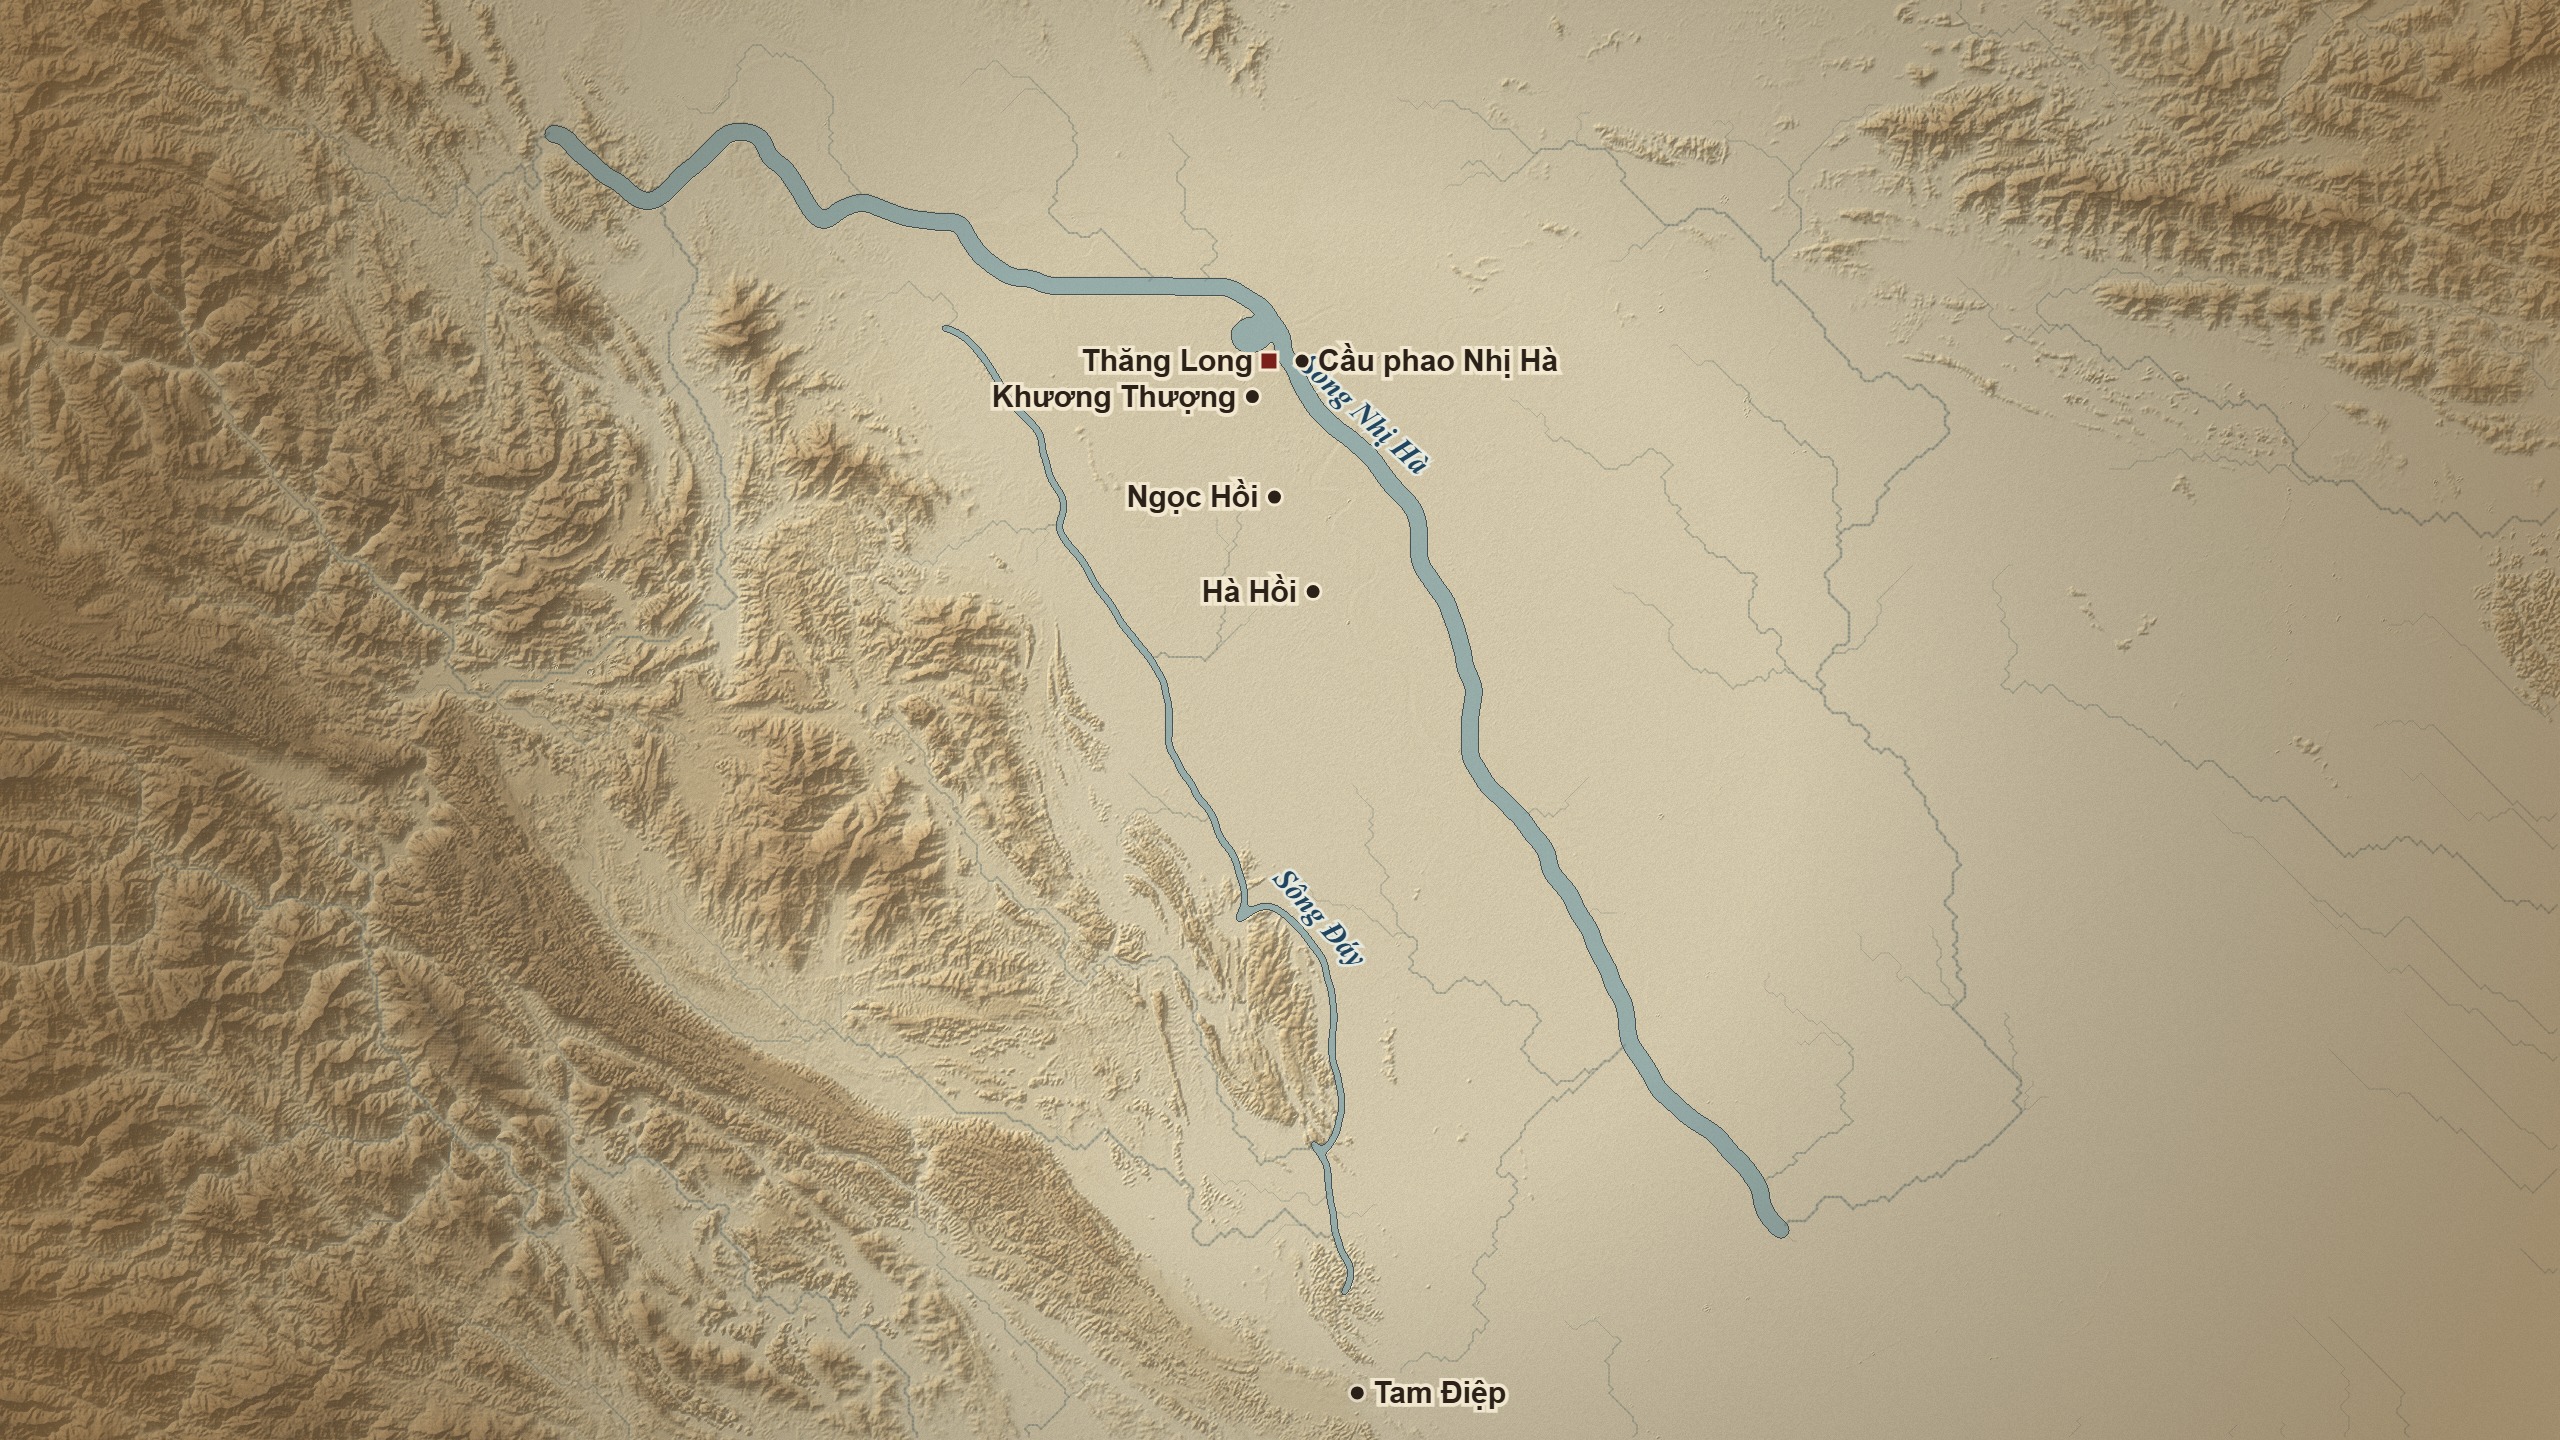 Thăng Long
Cầu phao Nhị Hà
Khương Thượng
Sông Nhị Hà
Ngọc Hồi
Hà Hồi
Sông Đáy
Tam Điệp